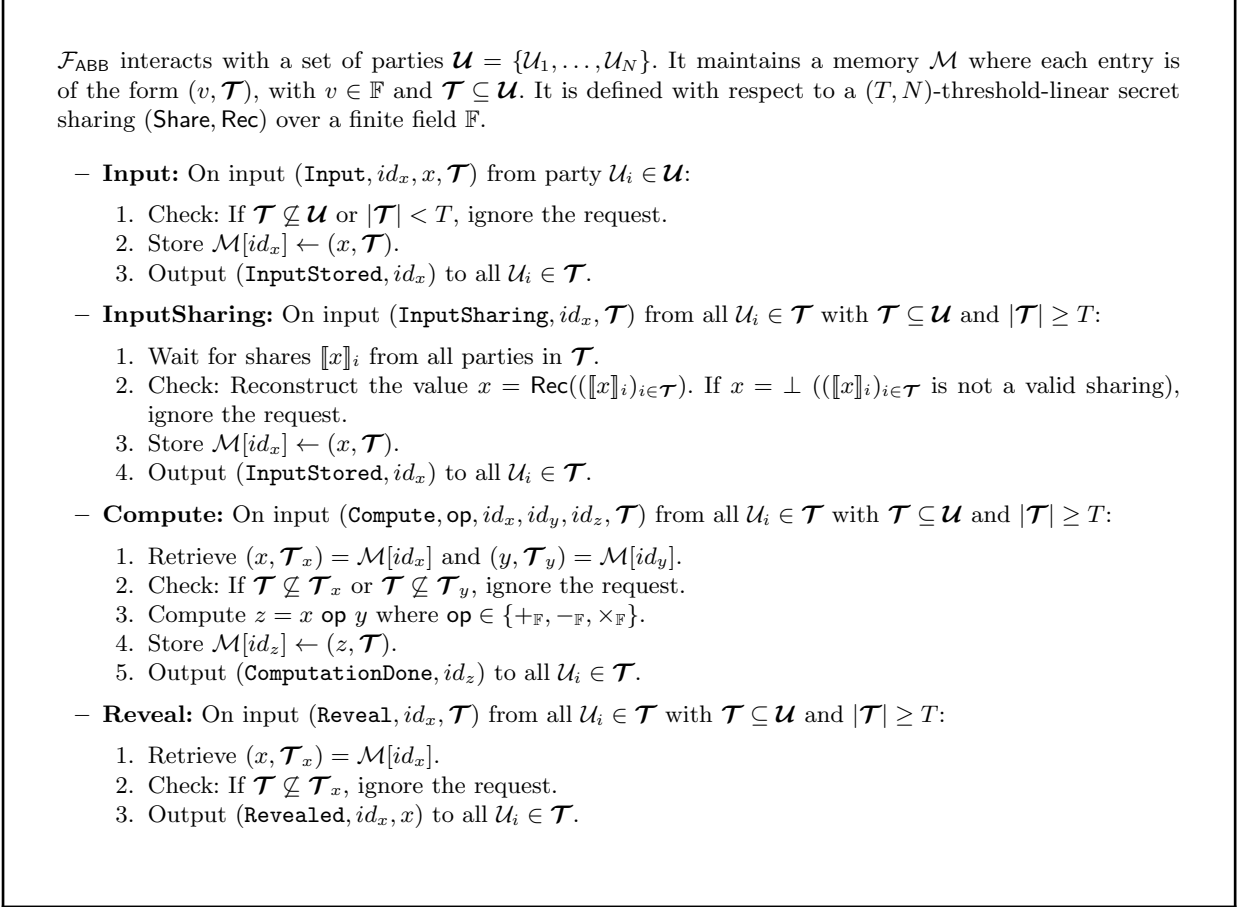 𝓕_ABB interacts with a set of parties 𝓤 = {𝒰_1, . . . , 𝒰_N}. It maintains a memory ℳ where each entry is
of the form (v, 𝓣), with v ∈ 𝔽 and 𝓣 ⊆ 𝓤. It is defined with respect to a (T, N)-threshold-linear secret
sharing (Share, Rec) over a finite field 𝔽.
– Input: On input (Input, id_x, x, 𝓣) from party 𝒰_i ∈ 𝓤:
1. Check: If 𝓣 ⊈ 𝓤 or |𝓣| < T, ignore the request.
2. Store ℳ[id_x] ← (x, 𝓣).
3. Output (InputStored, id_x) to all 𝒰_i ∈ 𝓣.
– InputSharing: On input (InputSharing, id_x, 𝓣) from all 𝒰_i ∈ 𝓣 with 𝓣 ⊆ 𝓤 and |𝓣| ≥ T:
1. Wait for shares ⟦x⟧_i from all parties in 𝓣.
2. Check: Reconstruct the value x = Rec((⟦x⟧_i)_{i∈𝓣}). If x = ⊥ ((⟦x⟧_i)_{i∈𝓣} is not a valid sharing),
ignore the request.
3. Store ℳ[id_x] ← (x, 𝓣).
4. Output (InputStored, id_x) to all 𝒰_i ∈ 𝓣.
– Compute: On input (Compute, op, id_x, id_y, id_z, 𝓣) from all 𝒰_i ∈ 𝓣 with 𝓣 ⊆ 𝓤 and |𝓣| ≥ T:
1. Retrieve (x, 𝓣_x) = ℳ[id_x] and (y, 𝓣_y) = ℳ[id_y].
2. Check: If 𝓣 ⊈ 𝓣_x or 𝓣 ⊈ 𝓣_y, ignore the request.
3. Compute z = x op y where op ∈ {+_𝔽, −_𝔽, ×_𝔽}.
4. Store ℳ[id_z] ← (z, 𝓣).
5. Output (ComputationDone, id_z) to all 𝒰_i ∈ 𝓣.
– Reveal: On input (Reveal, id_x, 𝓣) from all 𝒰_i ∈ 𝓣 with 𝓣 ⊆ 𝓤 and |𝓣| ≥ T:
1. Retrieve (x, 𝓣_x) = ℳ[id_x].
2. Check: If 𝓣 ⊈ 𝓣_x, ignore the request.
3. Output (Revealed, id_x, x) to all 𝒰_i ∈ 𝓣.